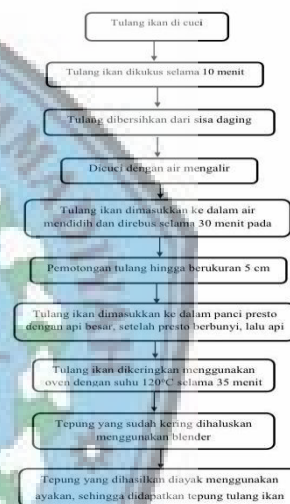 Tulang ikan di cuci
Tulang ikan dikukus selama 10 menit
Tulang dibersihkan dari sisa daging
Dicuci dengan air mengalir
Tulang ikan dimasukkan ke dalam air
mendidih dan direbus selama 30 menit pada
Pemotongan tulang hingga berukuran 5 cm
Tulang ikan dimasukkan ke dalam panci presto
dengan api besar, setelah presto berbunyi, lalu api
Tulang ikan dikeringkan menggunakan
oven dengan suhu 120°C selama 35 menit
Tepung yang sudah kering dihaluskan
menggunakan blender
Tepung yang dihasilkan diayak menggunakan
ayakan, sehingga didapatkan tepung tulang ikan